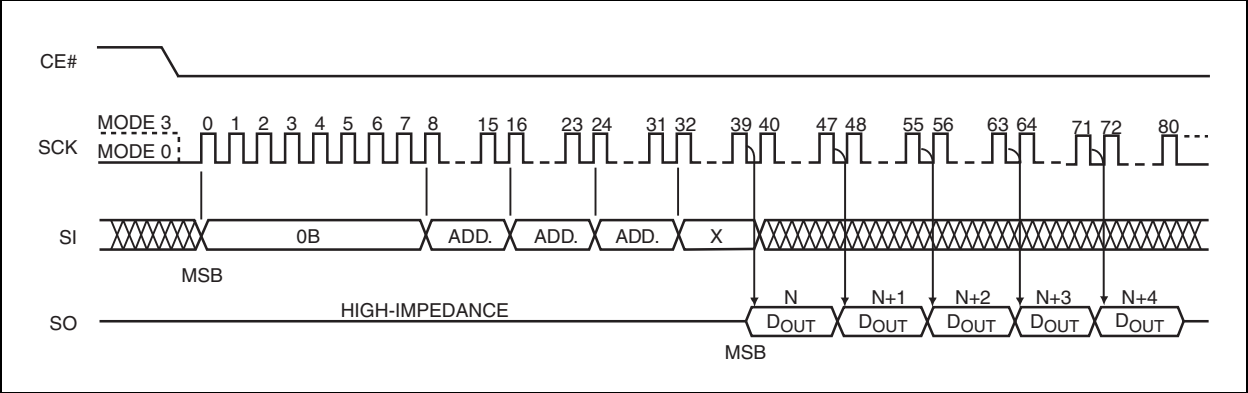 CE#
MODE 3
MODE 0
SCK
0 1 2 3 4 5 6 7 8 15 16 23 24 31 32 39 40 47 48 55 56 63 64 71 72 80
SI
0B ADD. ADD. ADD. X
MSB
SO
HIGH-IMPEDANCE
N N+1 N+2 N+3 N+4
DOUT DOUT DOUT DOUT DOUT
MSB